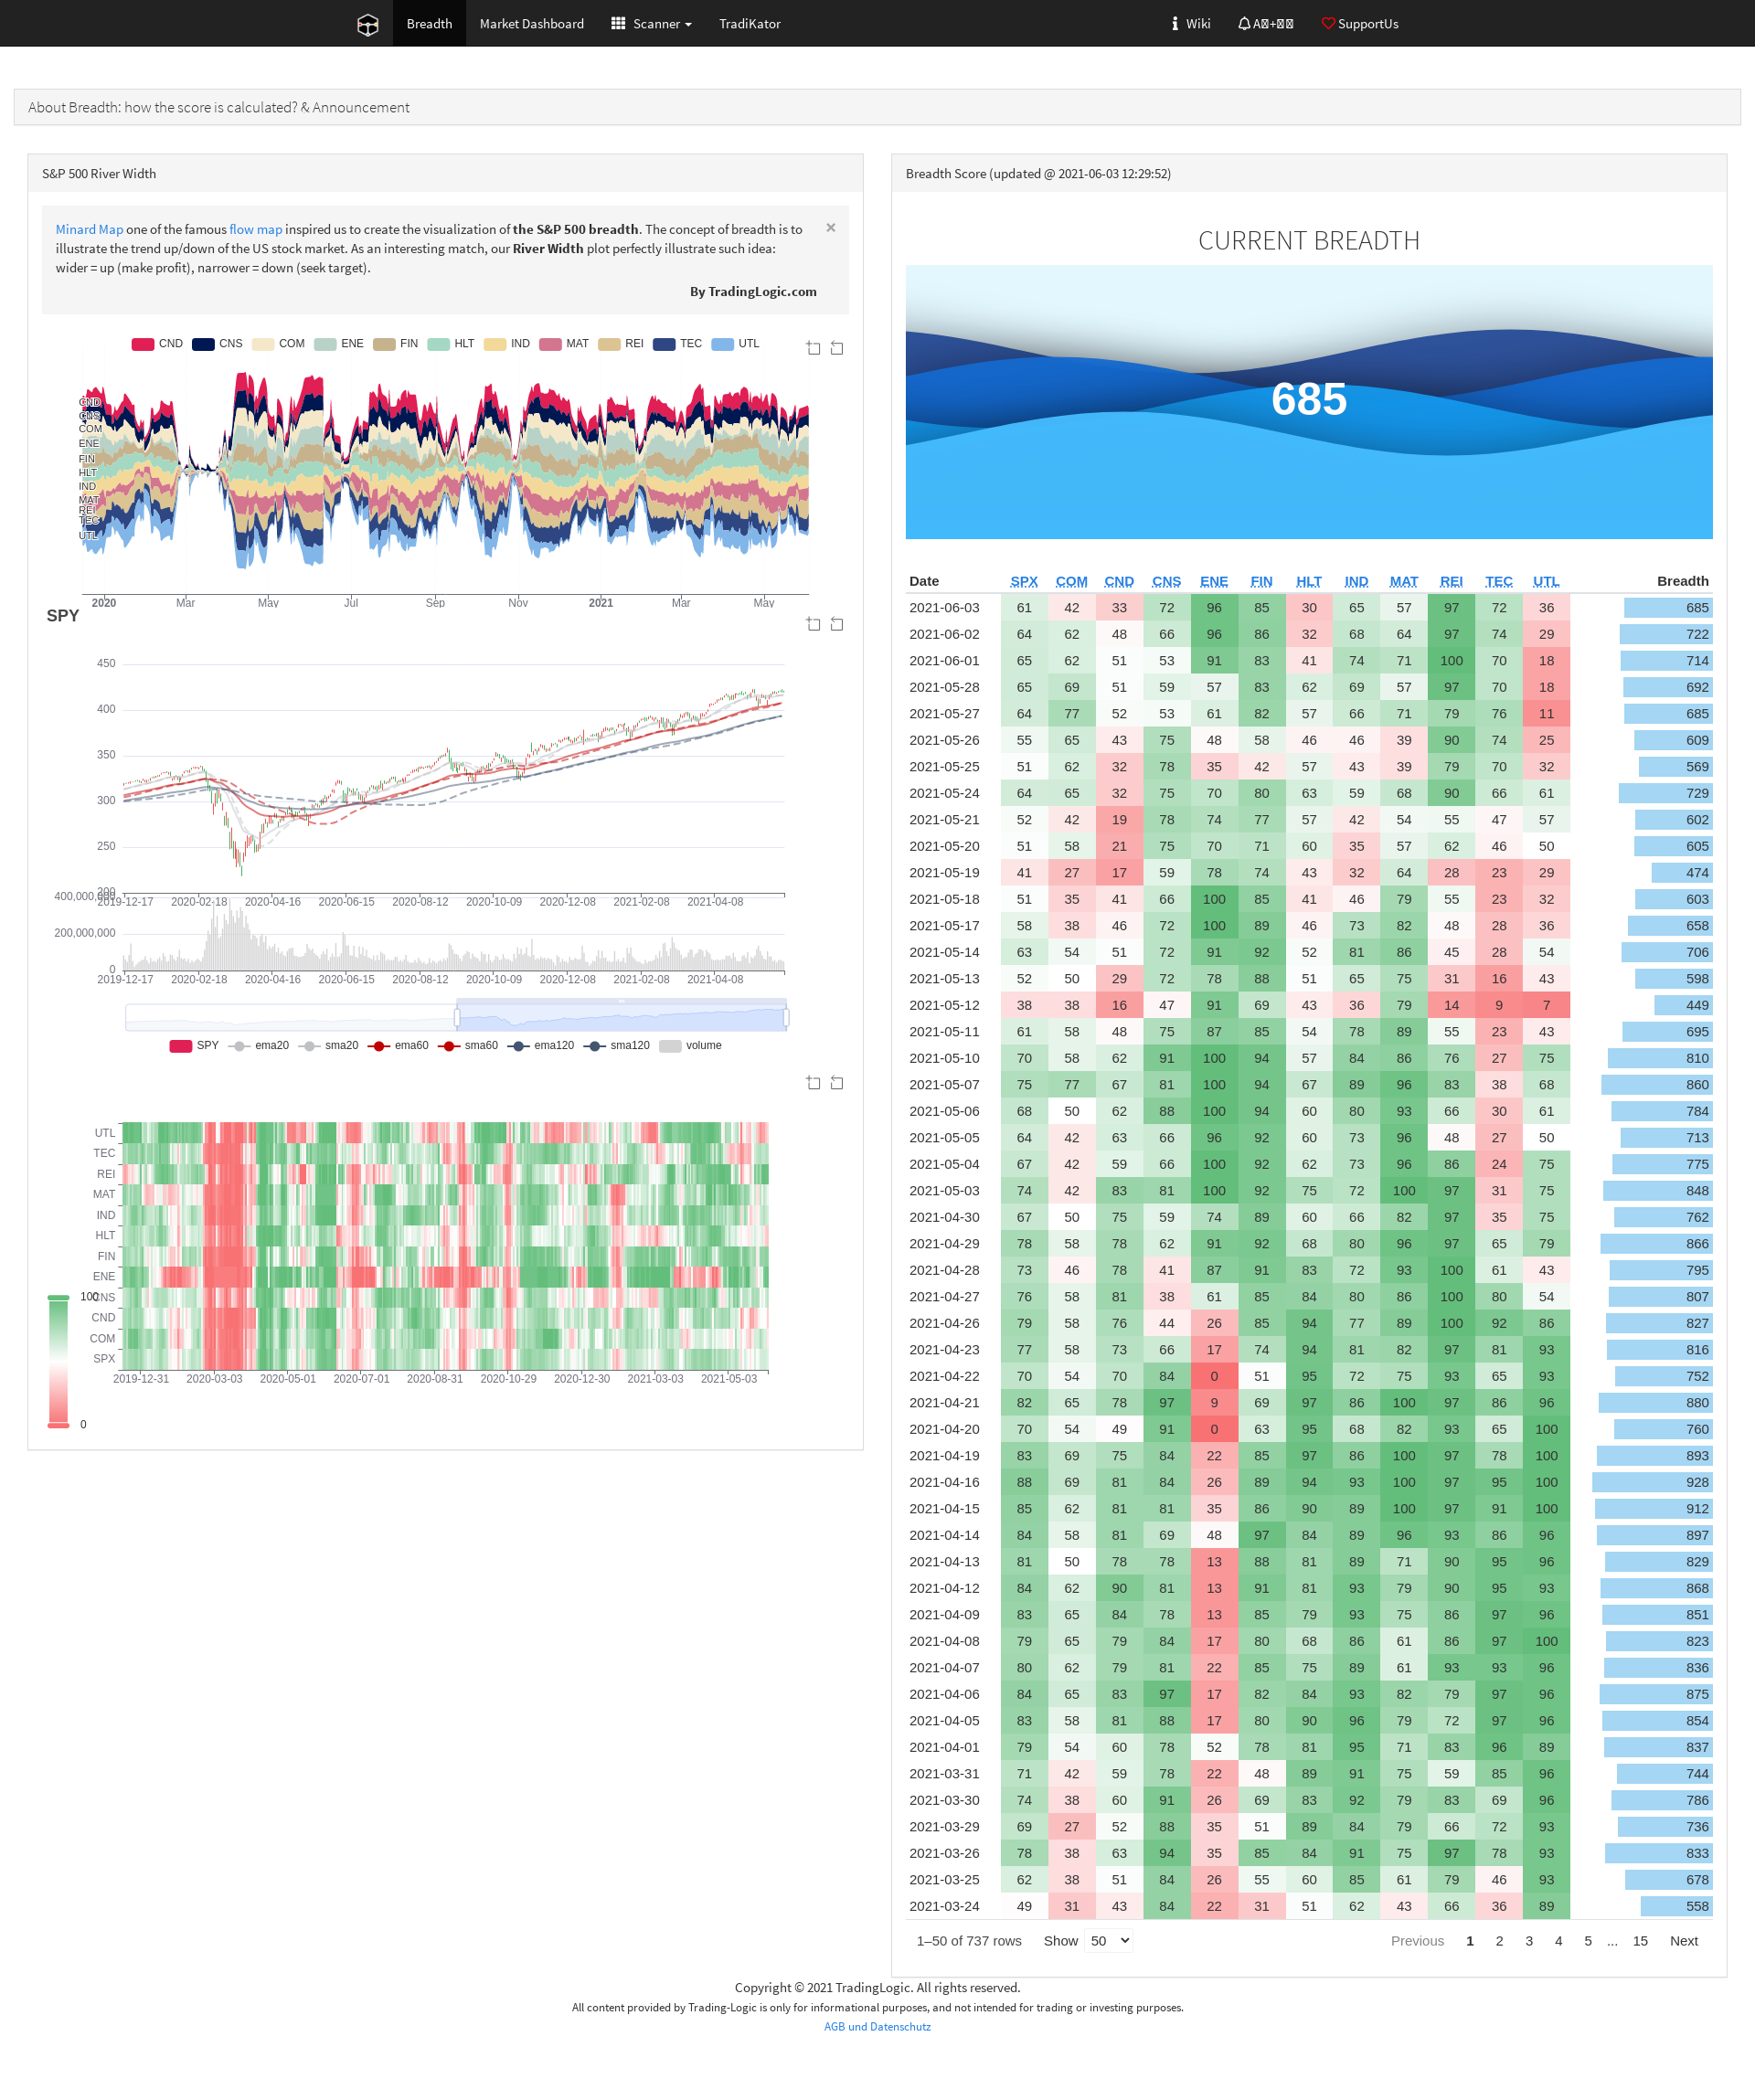 Breadth Market Dashboard Scanner TradiKator Wiki SupportUs
About Breadth: how the score is calculated? & Announcement
S&P 500 River Width
Minard Map one of the famous flow map inspired us to create the visualization of the S&P 500 breadth. The concept of breadth is to ×
illustrate the trend up/down of the US stock market. As an interesting match, our River Width plot perfectly illustrate such idea:
wider = up (make profit), narrower = down (seek target).
By TradingLogic.com
CND CNS COM ENE FIN HLT IND MAT REI TEC UTL
CND
CNS
COM
ENE
FIN
HLT
IND
MAT
REI
TEC
UTL
2020 Mar May Jul Sep Nov 2021 Mar May
SPY
450
400
350
300
250
200
2019-12-17 2020-02-18 2020-04-16 2020-06-15 2020-08-12 2020-10-09 2020-12-08 2021-02-08 2021-04-08
400,000,000
200,000,000
0
2019-12-17 2020-02-18 2020-04-16 2020-06-15 2020-08-12 2020-10-09 2020-12-08 2021-02-08 2021-04-08
SPY ema20 sma20 ema60 sma60 ema120 sma120 volume
UTL
TEC
REI
MAT
IND
HLT
FIN
ENE
CNS
CND
COM
SPX
2019-12-31 2020-03-03 2020-05-01 2020-07-01 2020-08-31 2020-10-29 2020-12-30 2021-03-03 2021-05-03
100
0
Breadth Score (updated @ 2021-06-03 12:29:52)
CURRENT BREADTH
685
Date SPX COM CND CNS ENE FIN HLT IND MAT REI TEC UTL Breadth
2021-06-03 61 42 33 72 96 85 30 65 57 97 72 36 685
2021-06-02 64 62 48 66 96 86 32 68 64 97 74 29 722
2021-06-01 65 62 51 53 91 83 41 74 71 100 70 18 714
2021-05-28 65 69 51 59 57 83 62 69 57 97 70 18 692
2021-05-27 64 77 52 53 61 82 57 66 71 79 76 11 685
2021-05-26 55 65 43 75 48 58 46 46 39 90 74 25 609
2021-05-25 51 62 32 78 35 42 57 43 39 79 70 32 569
2021-05-24 64 65 32 75 70 80 63 59 68 90 66 61 729
2021-05-21 52 42 19 78 74 77 57 42 54 55 47 57 602
2021-05-20 51 58 21 75 70 71 60 35 57 62 46 50 605
2021-05-19 41 27 17 59 78 74 43 32 64 28 23 29 474
2021-05-18 51 35 41 66 100 85 41 46 79 55 23 32 603
2021-05-17 58 38 46 72 100 89 46 73 82 48 28 36 658
2021-05-14 63 54 51 72 91 92 52 81 86 45 28 54 706
2021-05-13 52 50 29 72 78 88 51 65 75 31 16 43 598
2021-05-12 38 38 16 47 91 69 43 36 79 14 9 7 449
2021-05-11 61 58 48 75 87 85 54 78 89 55 23 43 695
2021-05-10 70 58 62 91 100 94 57 84 86 76 27 75 810
2021-05-07 75 77 67 81 100 94 67 89 96 83 38 68 860
2021-05-06 68 50 62 88 100 94 60 80 93 66 30 61 784
2021-05-05 64 42 63 66 96 92 60 73 96 48 27 50 713
2021-05-04 67 42 59 66 100 92 62 73 96 86 24 75 775
2021-05-03 74 42 83 81 100 92 75 72 100 97 31 75 848
2021-04-30 67 50 75 59 74 89 60 66 82 97 35 75 762
2021-04-29 78 58 78 62 91 92 68 80 96 97 65 79 866
2021-04-28 73 46 78 41 87 91 83 72 93 100 61 43 795
2021-04-27 76 58 81 38 61 85 84 80 86 100 80 54 807
2021-04-26 79 58 76 44 26 85 94 77 89 100 92 86 827
2021-04-23 77 58 73 66 17 74 94 81 82 97 81 93 816
2021-04-22 70 54 70 84 0 51 95 72 75 93 65 93 752
2021-04-21 82 65 78 97 9 69 97 86 100 97 86 96 880
2021-04-20 70 54 49 91 0 63 95 68 82 93 65 100 760
2021-04-19 83 69 75 84 22 85 97 86 100 97 78 100 893
2021-04-16 88 69 81 84 26 89 94 93 100 97 95 100 928
2021-04-15 85 62 81 81 35 86 90 89 100 97 91 100 912
2021-04-14 84 58 81 69 48 97 84 89 96 93 86 96 897
2021-04-13 81 50 78 78 13 88 81 89 71 90 95 96 829
2021-04-12 84 62 90 81 13 91 81 93 79 90 95 93 868
2021-04-09 83 65 84 78 13 85 79 93 75 86 97 96 851
2021-04-08 79 65 79 84 17 80 68 86 61 86 97 100 823
2021-04-07 80 62 79 81 22 85 75 89 61 93 93 96 836
2021-04-06 84 65 83 97 17 82 84 93 82 79 97 96 875
2021-04-05 83 58 81 88 17 80 90 96 79 72 97 96 854
2021-04-01 79 54 60 78 52 78 81 95 71 83 96 89 837
2021-03-31 71 42 59 78 22 48 89 91 75 59 85 96 744
2021-03-30 74 38 60 91 26 69 83 92 79 83 69 96 786
2021-03-29 69 27 52 88 35 51 89 84 79 66 72 93 736
2021-03-26 78 38 63 94 35 85 84 91 75 97 78 93 833
2021-03-25 62 38 51 84 26 55 60 85 61 79 46 93 678
2021-03-24 49 31 43 84 22 31 51 62 43 66 36 89 558
1–50 of 737 rows Show 50 Previous 1 2 3 4 5 ... 15 Next
Copyright © 2021 TradingLogic. All rights reserved.
All content provided by Trading-Logic is only for informational purposes, and not intended for trading or investing purposes.
AGB und Datenschutz